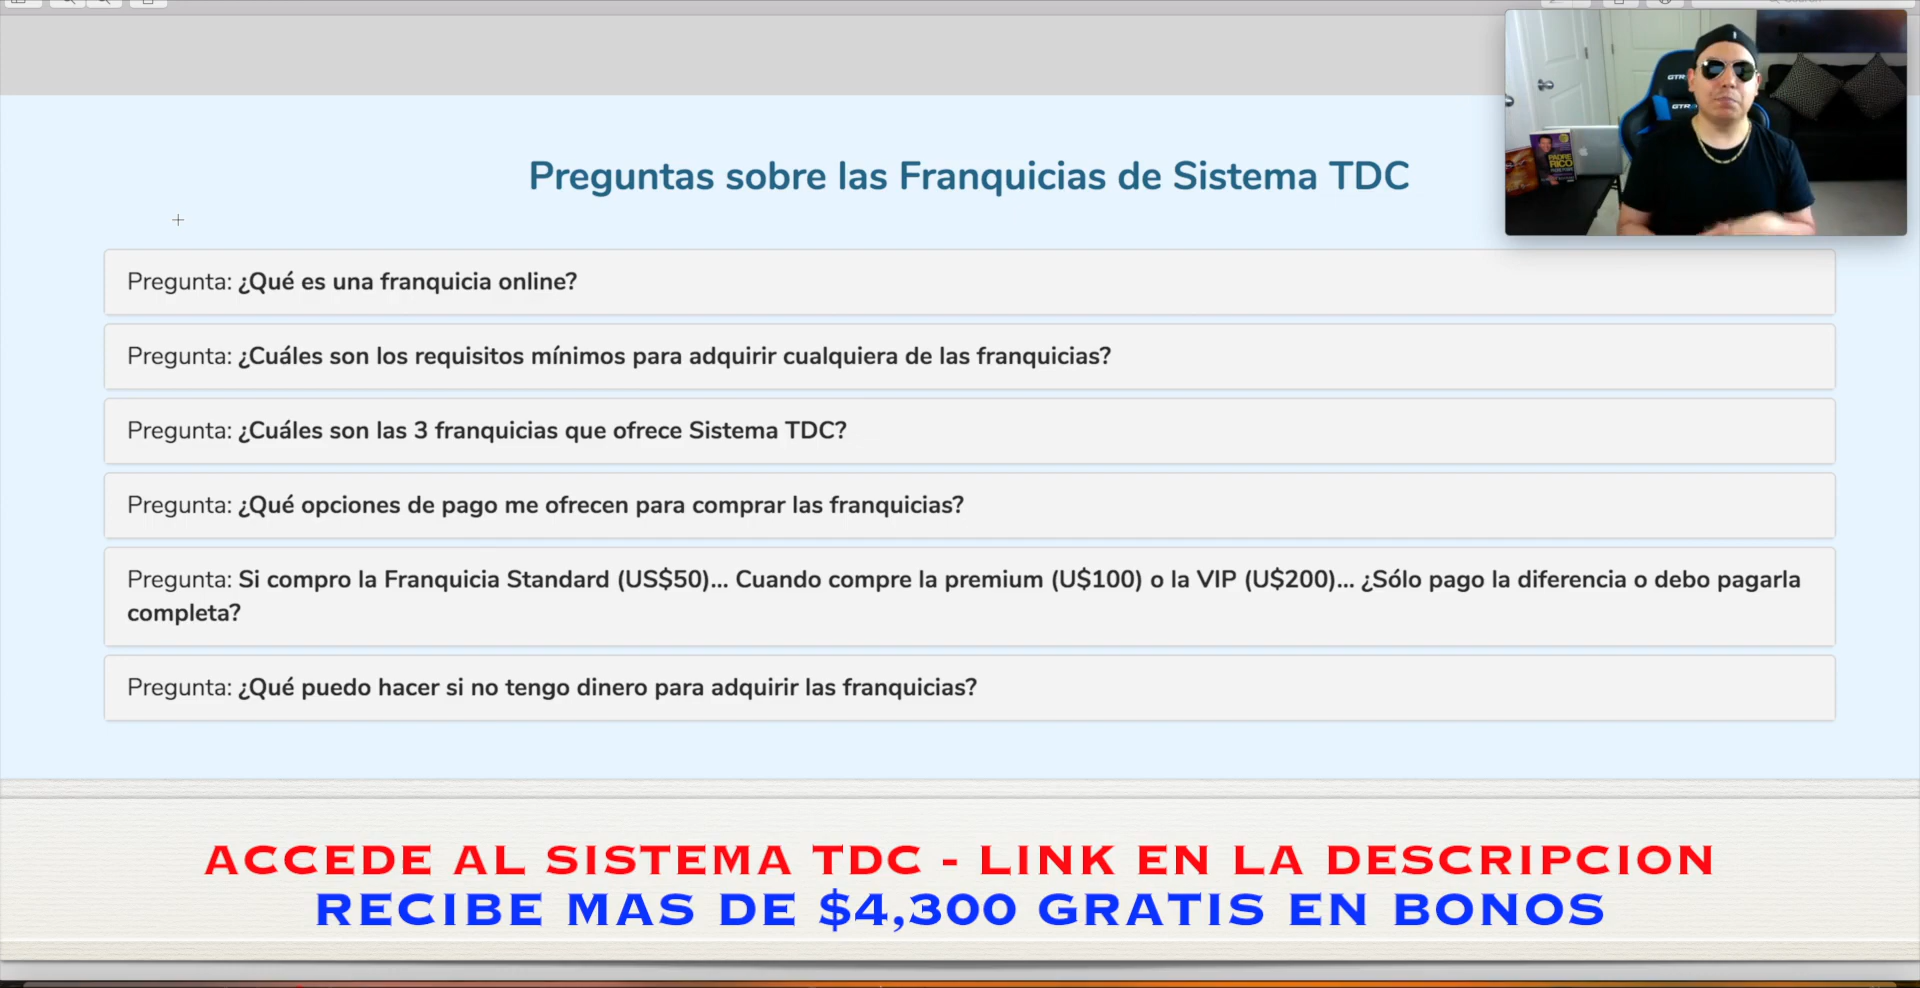 Preguntas sobre las Franquicias de Sistema TDC
Pregunta: ¿Qué es una franquicia online?
Pregunta: ¿Cuáles son los requisitos mínimos para adquirir cualquiera de las franquicias?
Pregunta: ¿Cuáles son las 3 franquicias que ofrece Sistema TDC?
Pregunta: ¿Qué opciones de pago me ofrecen para comprar las franquicias?
Pregunta: Si compro la Franquicia Standard (US$50)... Cuando compre la premium (U$100) o la VIP (U$200)... ¿Sólo pago la diferencia o debo pagarla
completa?
Pregunta: ¿Qué puedo hacer si no tengo dinero para adquirir las franquicias?
ACCEDE AL SISTEMA TDC - LINK EN LA DESCRIPCION
RECIBE MAS DE $4,300 GRATIS EN BONOS
GTR
GTR
PADRE
RICO